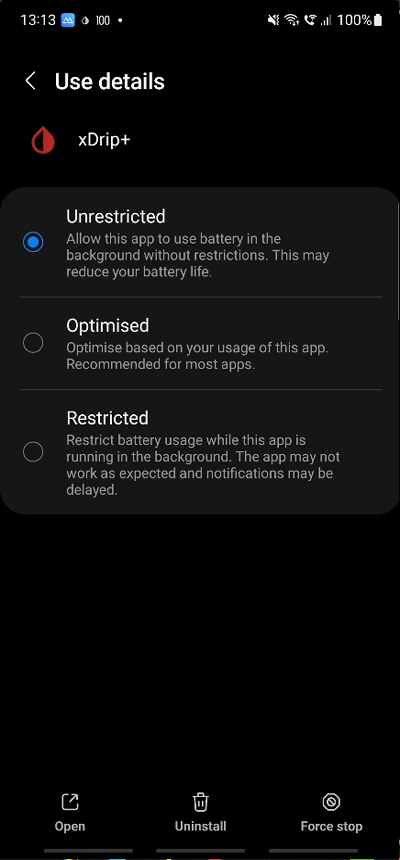 13:13 100 100%
Use details
xDrip+
Unrestricted
Allow this app to use battery in the
background without restrictions. This may
reduce your battery life.
Optimised
Optimise based on your usage of this app.
Recommended for most apps.
Restricted
Restrict battery usage while this app is
running in the background. The app may not
work as expected and notifications may be
delayed.
Open Uninstall Force stop